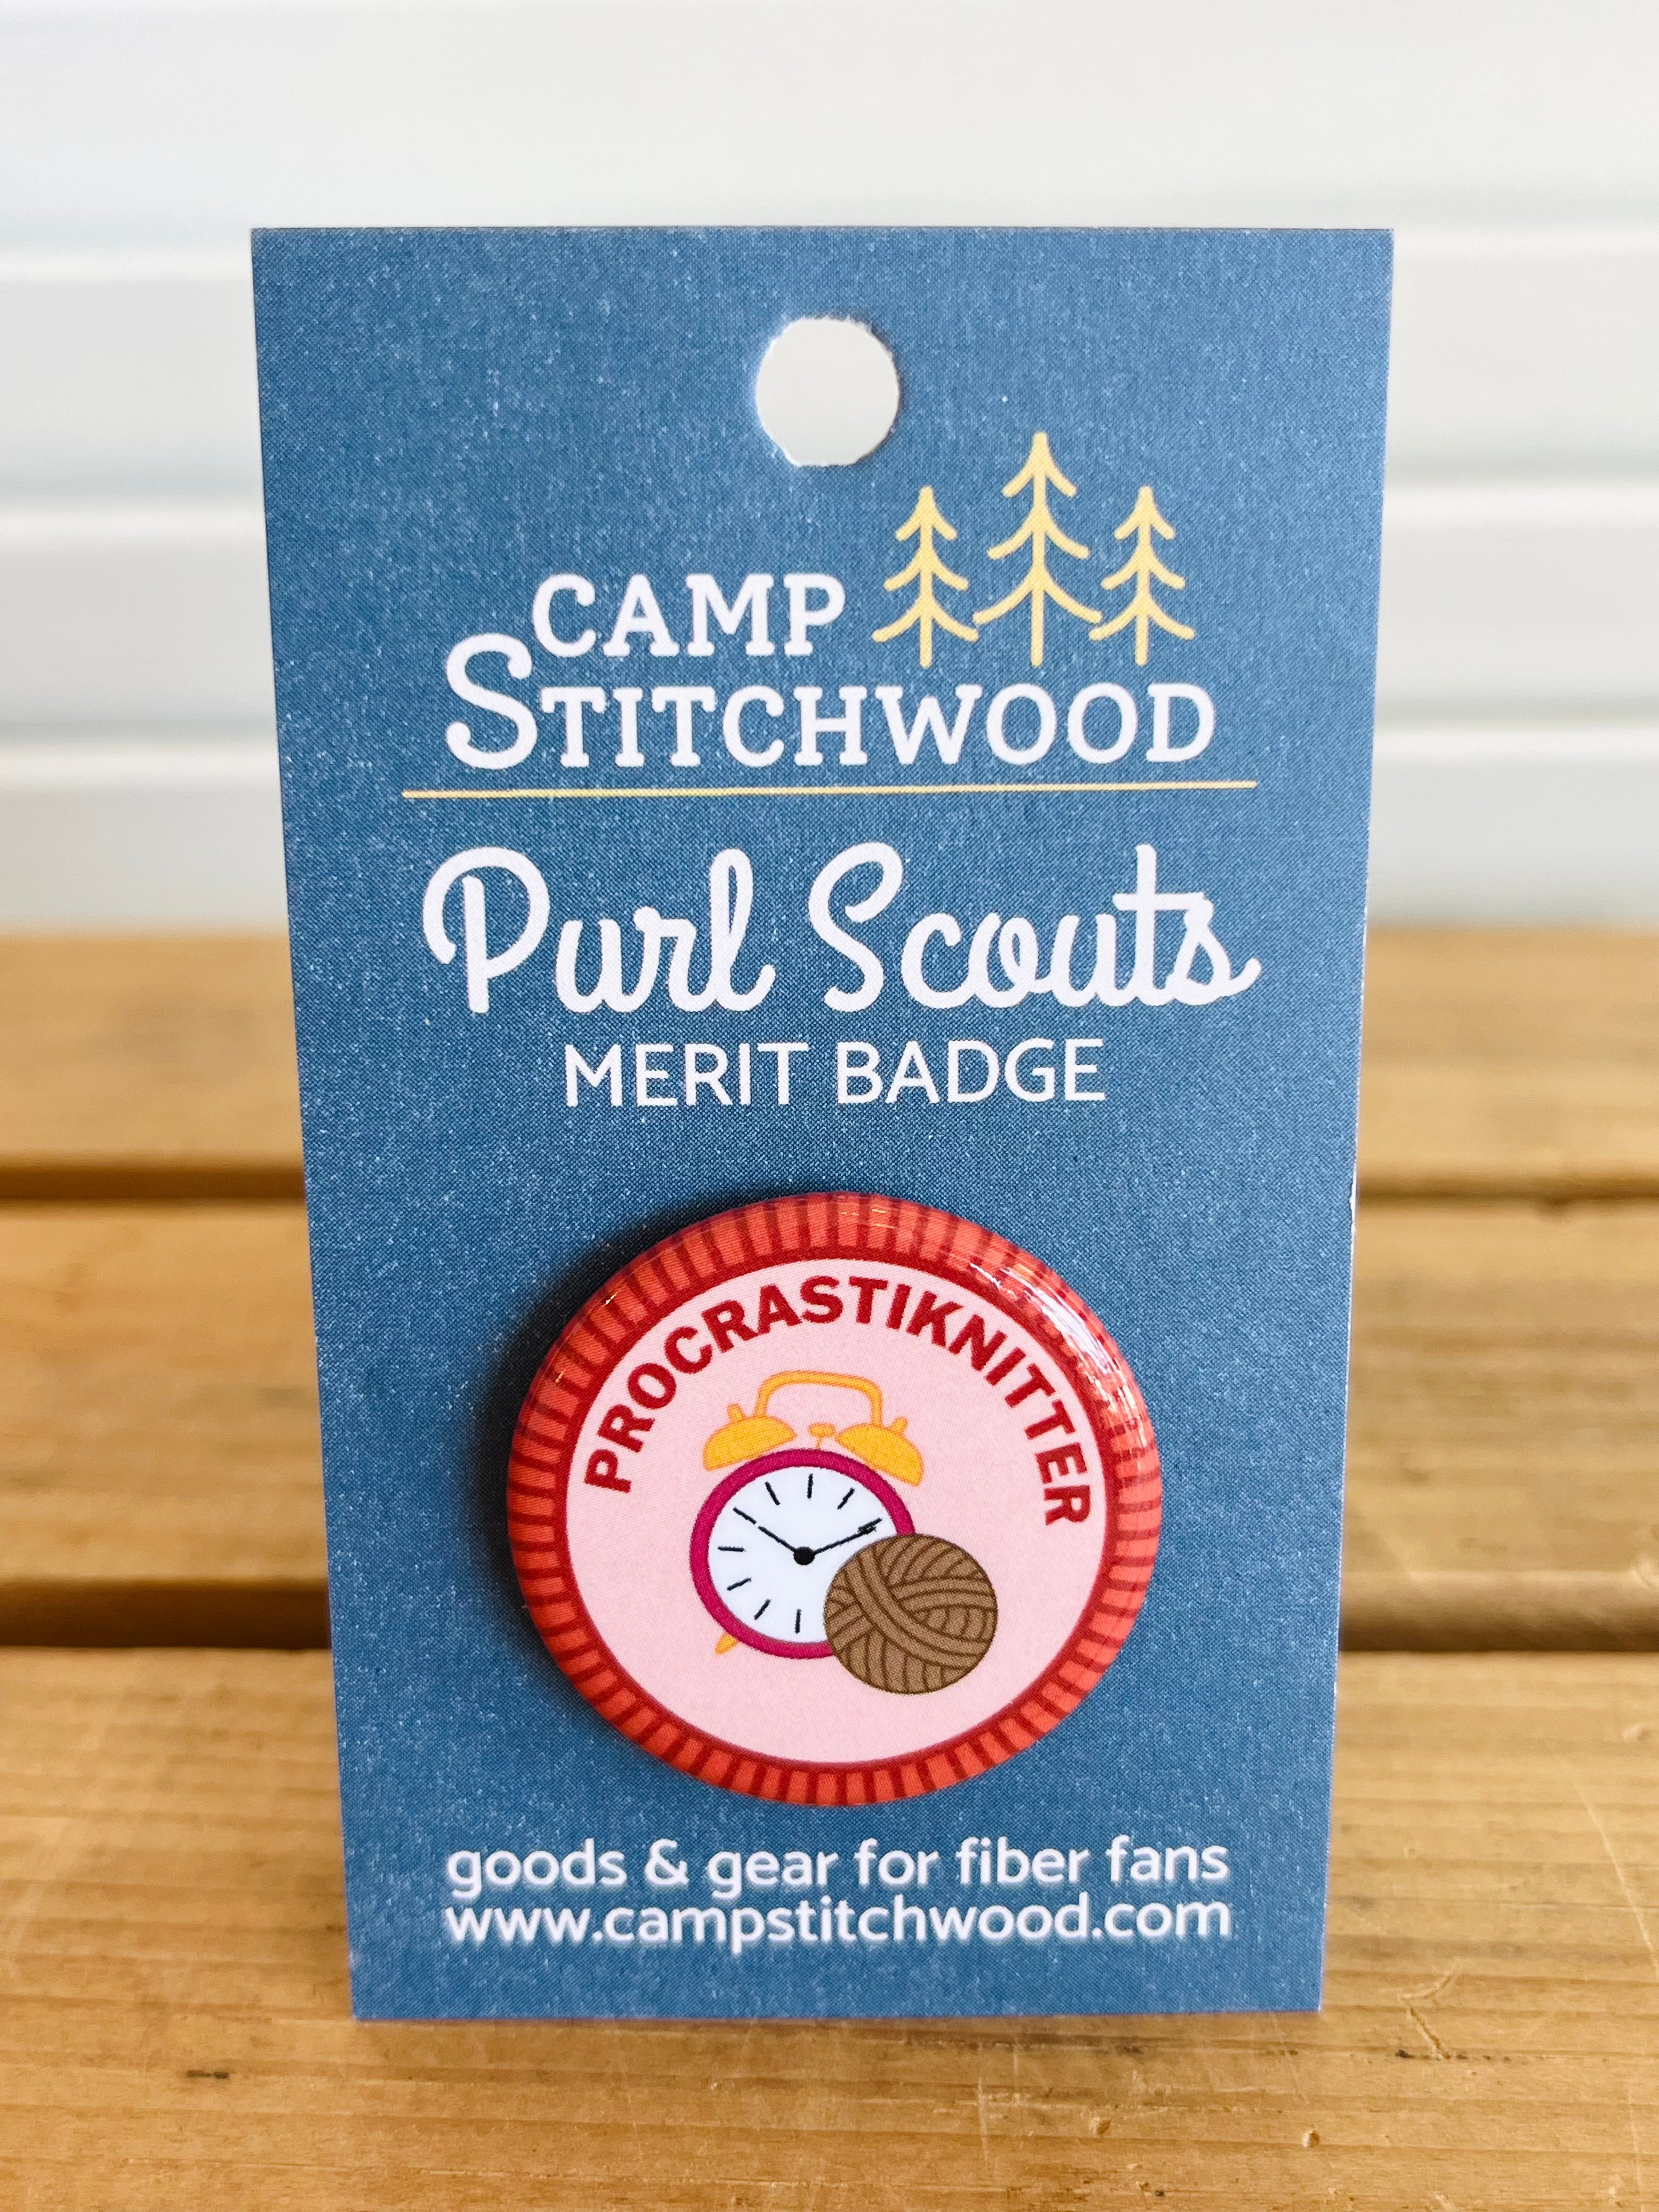 CAMP
STITCHWOOD
Purl Scouts
MERIT BADGE
PROCRASTIKNITTER
goods & gear for fiber fans
www.campstitchwood.com